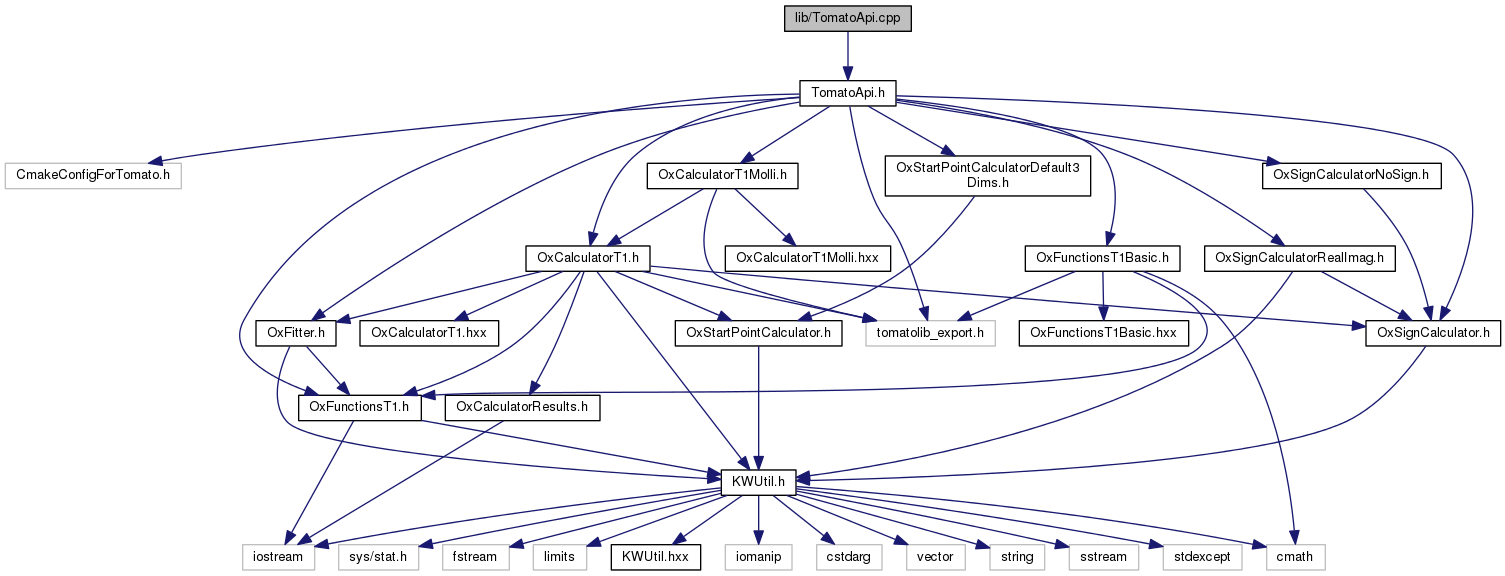 lib/TomatoApi.cpp
TomatoApi.h
CmakeConfigForTomato.h
OxCalculatorT1Molli.h
OxStartPointCalculatorDefault3
Dims.h
OxSignCalculatorNoSign.h
OxCalculatorT1.h
OxCalculatorT1Molli.hxx
OxFunctionsT1Basic.h
OxSignCalculatorRealImag.h
OxFitter.h
OxCalculatorT1.hxx
OxStartPointCalculator.h
tomatolib_export.h
OxFunctionsT1Basic.hxx
OxSignCalculator.h
OxFunctionsT1.h
OxCalculatorResults.h
KWUtil.h
iostream
sys/stat.h
fstream
limits
KWUtil.hxx
iomanip
cstdarg
vector
string
sstream
stdexcept
cmath